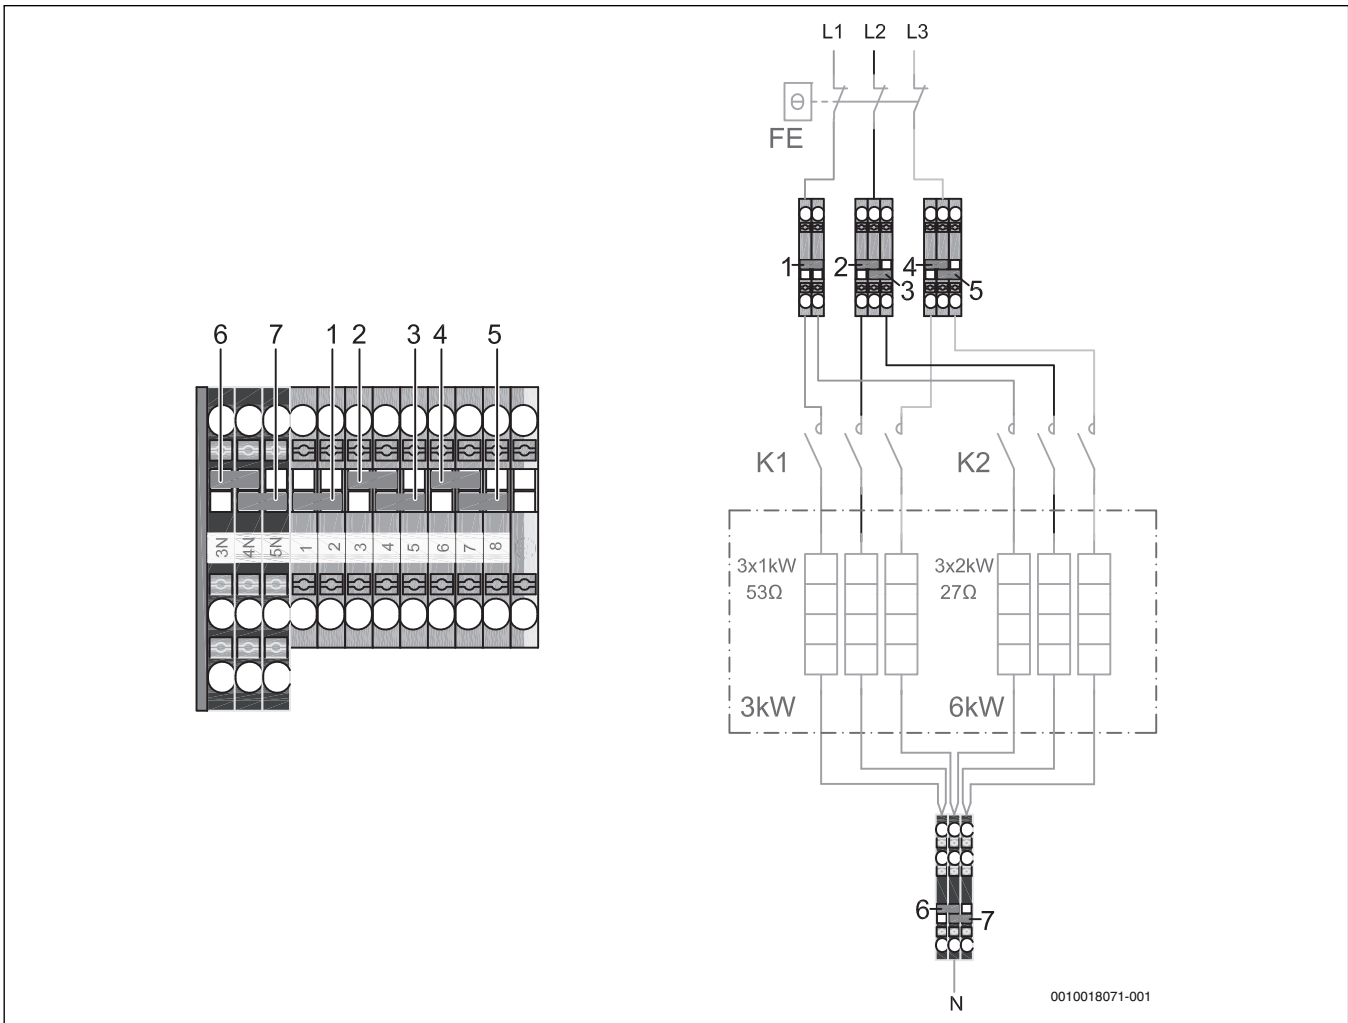 L1 L2 L3
FE
1 2 3 4 5
6 7 1 2 3 4 5
3N 4N 5N 1 2 3 4 5 6 7 8
K1 K2
3x1kW 3x2kW
53Ω 27Ω
3kW 6kW
6 7
N
0010018071-001